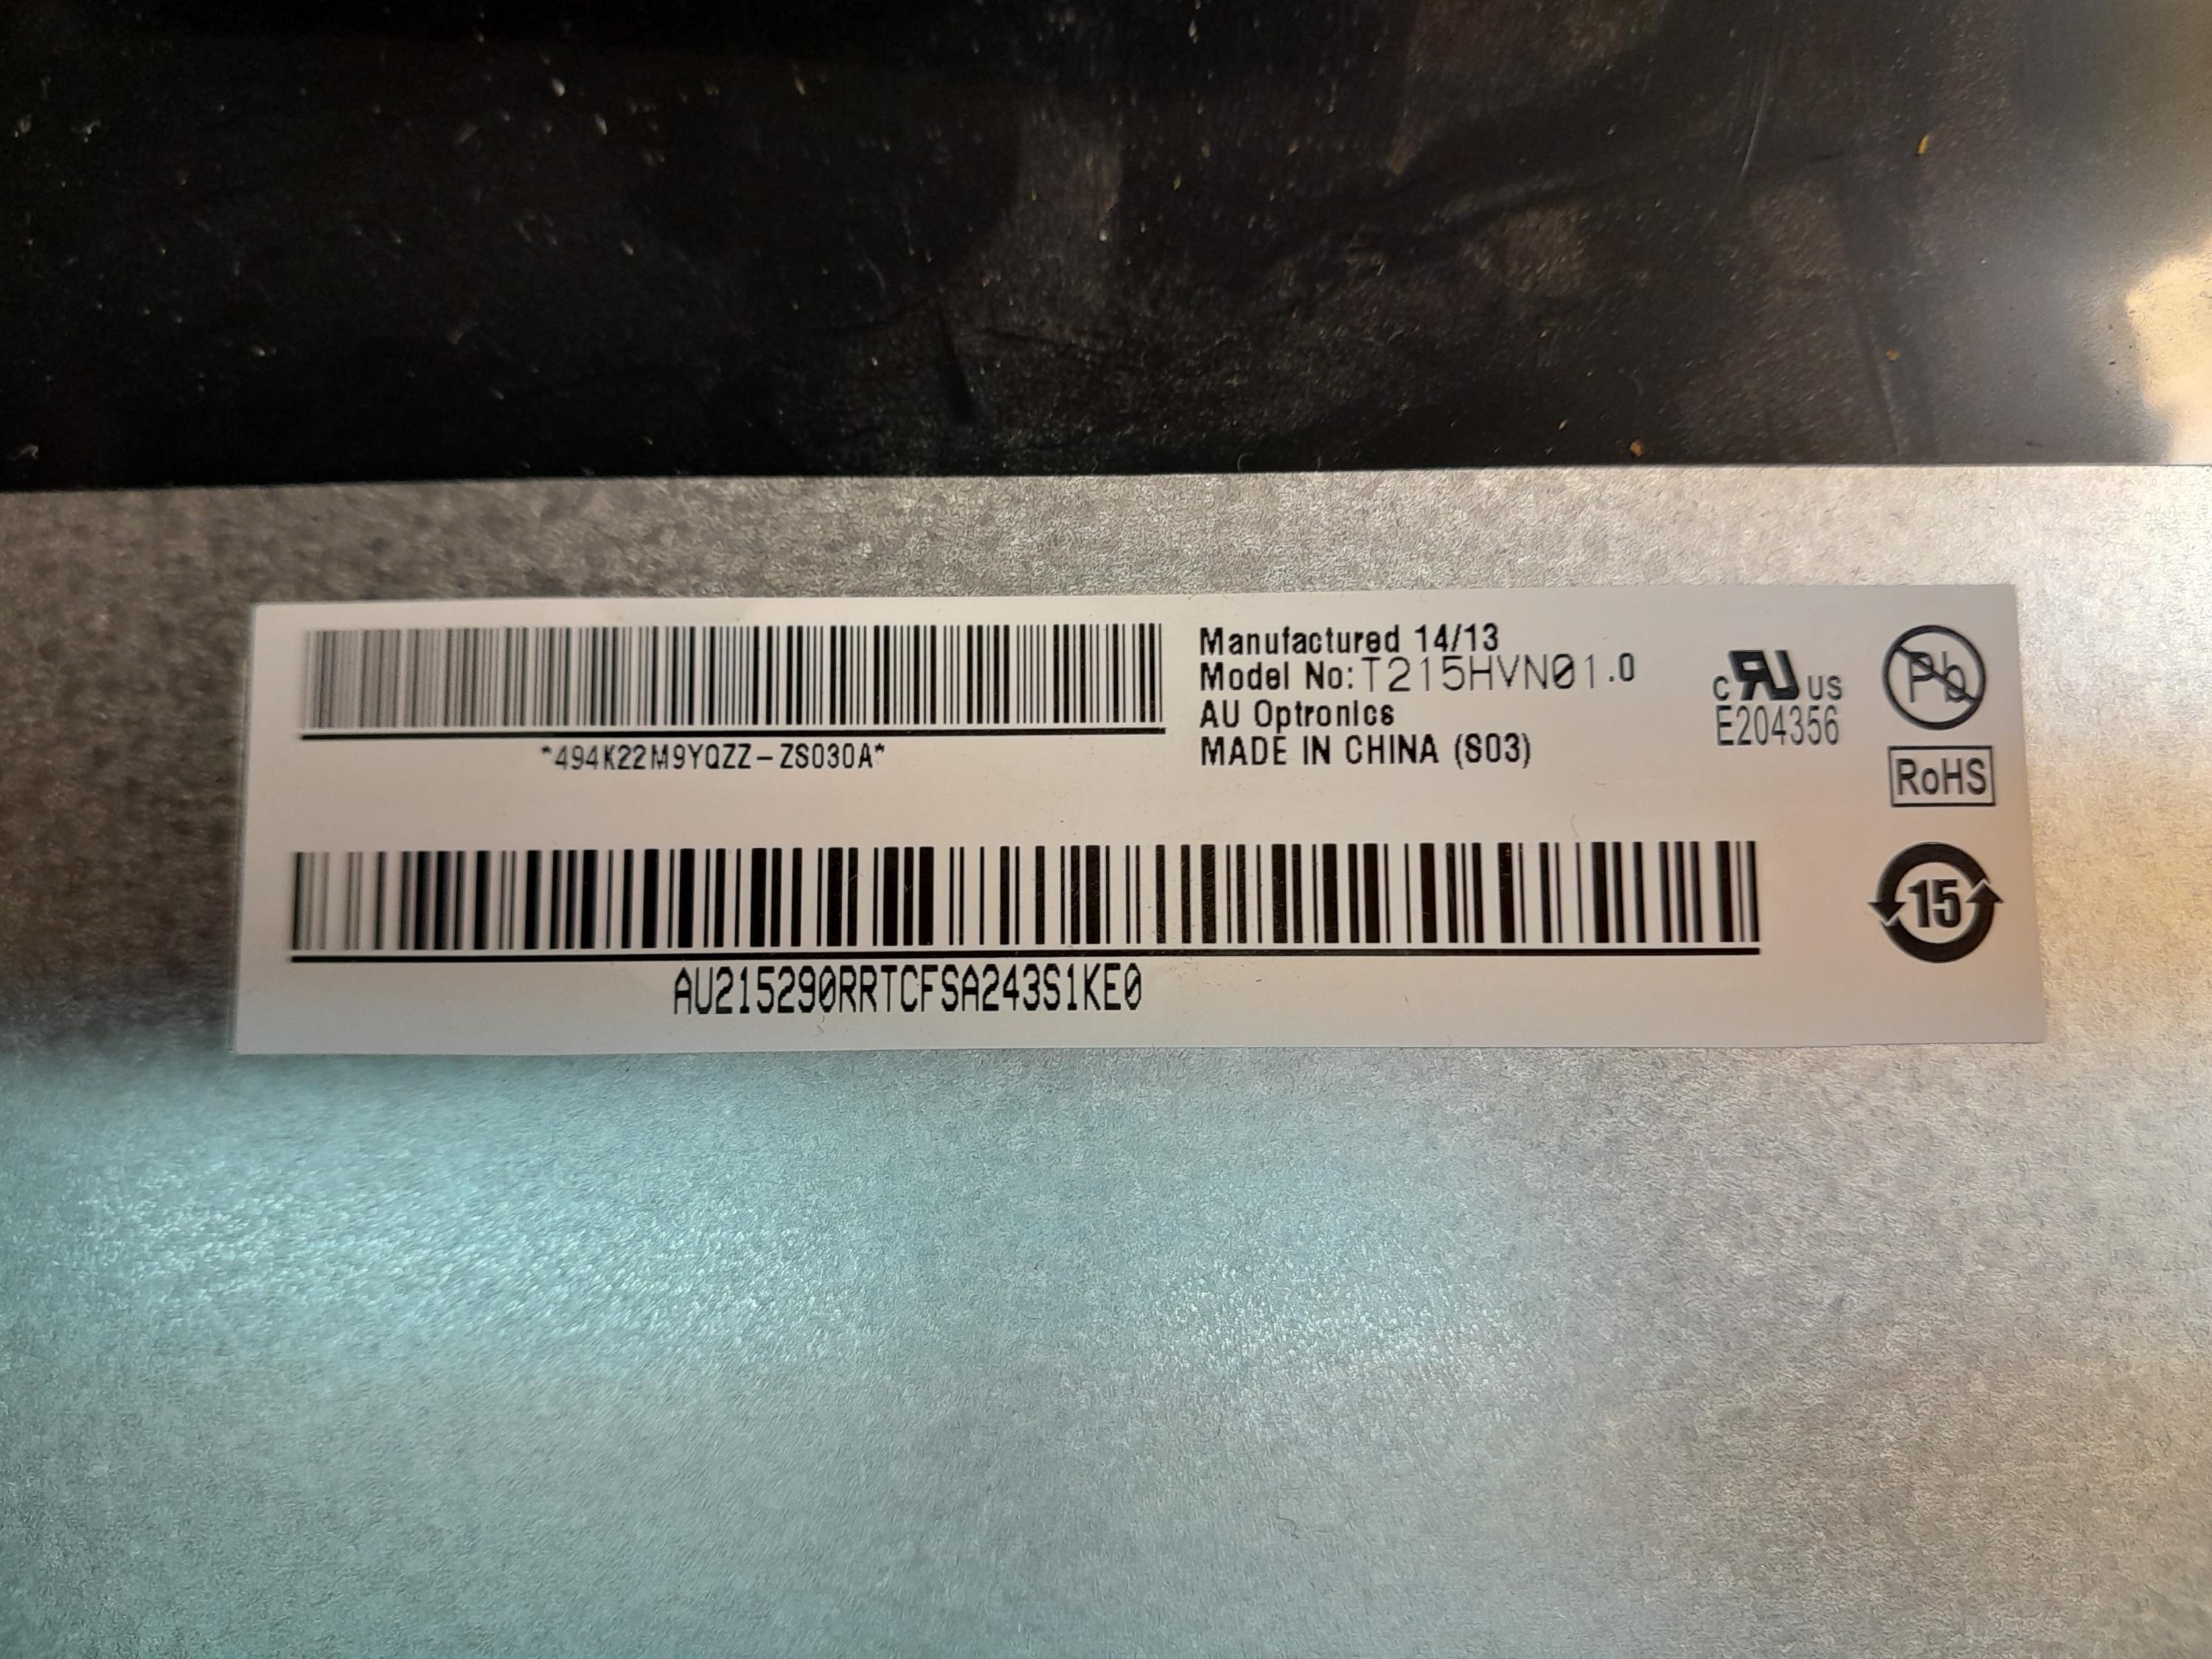 Manufactured 14/13
Model No:T215HVN01.0
AU Optronics
MADE IN CHINA (S03)
*494K22M9YQZZ-ZS030A*
c RU US
E204356
Pb
RoHS
15
AU215290RRTCFSA243S1KE0